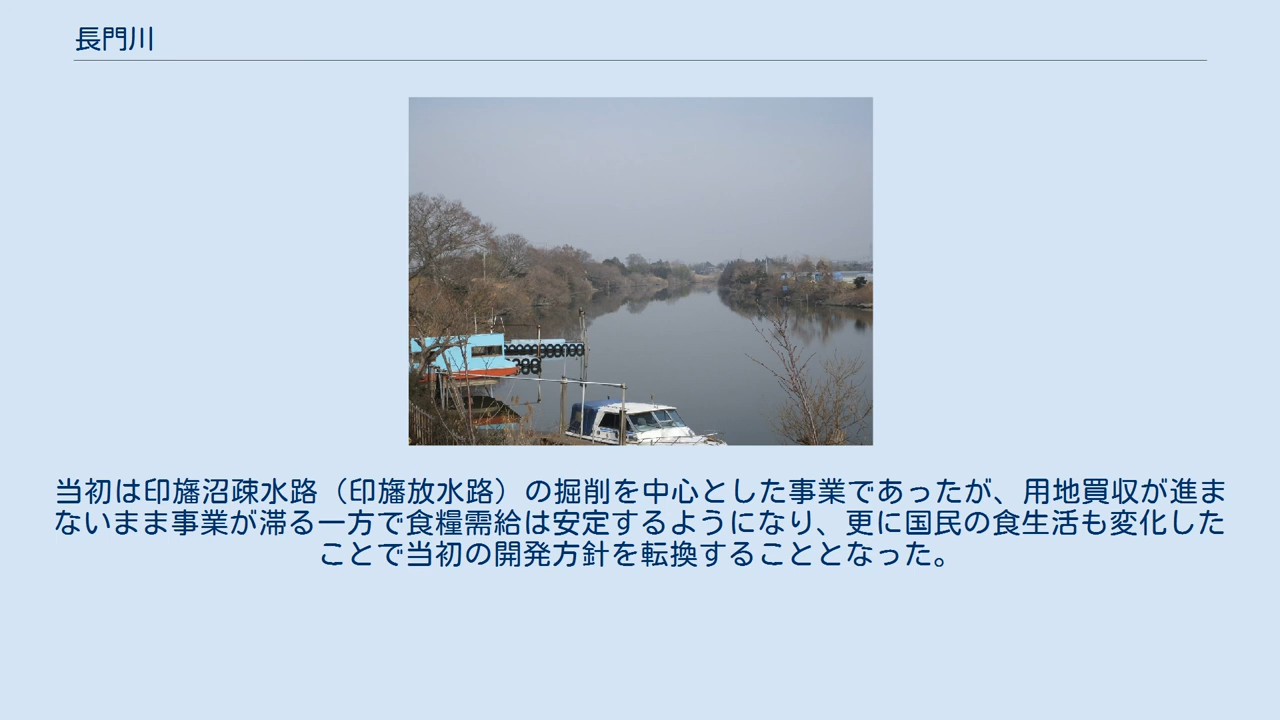 長門川
当初は印旛沼疎水路（印旛放水路）の掘削を中心とした事業であったが、用地買収が進ま
ないまま事業が滞る一方で食糧需給は安定するようになり、更に国民の食生活も変化した
ことで当初の開発方針を転換することとなった。